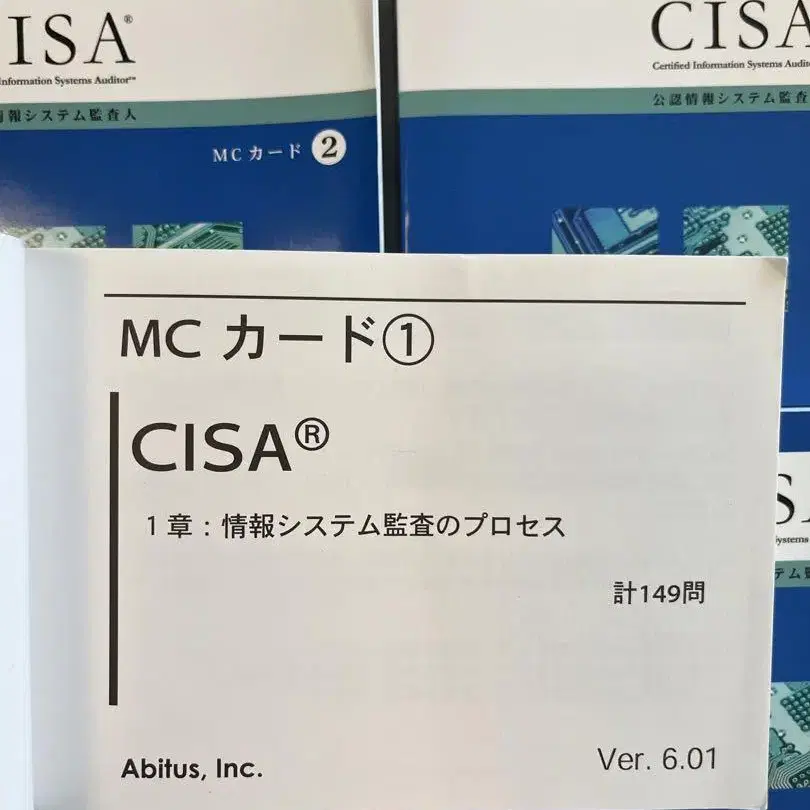 ISA®
Information Systems Auditor™
情報システム監査人
MC カード ②
CISA
Certified Information Systems
公認情報システム監査
MC カード①
CISA®
1 章：情報システム監査のプロセス
計149問
Abitus, Inc.
Ver. 6.01